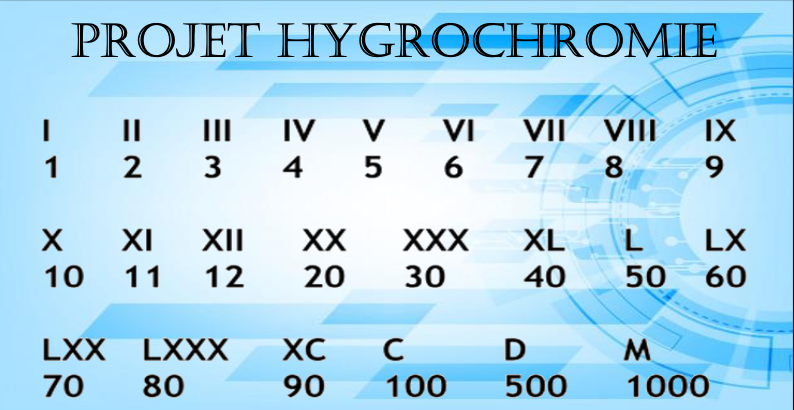 PROJET HYGROCHROMIE
I II III IV V VI VII VIII IX
1 2 3 4 5 6 7 8 9
X XI XII XX XXX XL L LX
10 11 12 20 30 40 50 60
LXX LXXX XC C D M
70 80 90 100 500 1000